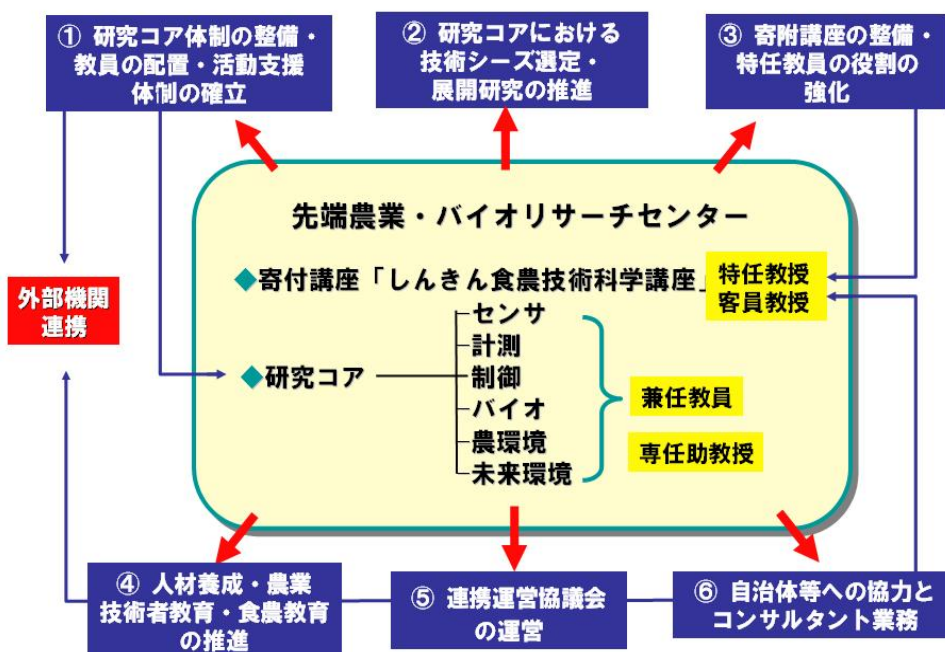 ① 研究コア体制の整備・
教員の配置・活動支援
体制の確立
② 研究コアにおける
技術シーズ選定・
展開研究の推進
③ 寄附講座の整備・
特任教員の役割の
強化
先端農業・バイオリサーチセンター
◆寄付講座「しんきん食農技術科学講座」
特任教授
客員教授
外部機関
連携
◆研究コア
センサ
計測
制御
バイオ
農環境
未来環境
兼任教員
専任助教授
④ 人材養成・農業
技術者教育・食農教育
の推進
⑤ 連携運営協議会
の運営
⑥ 自治体等への協力と
コンサルタント業務